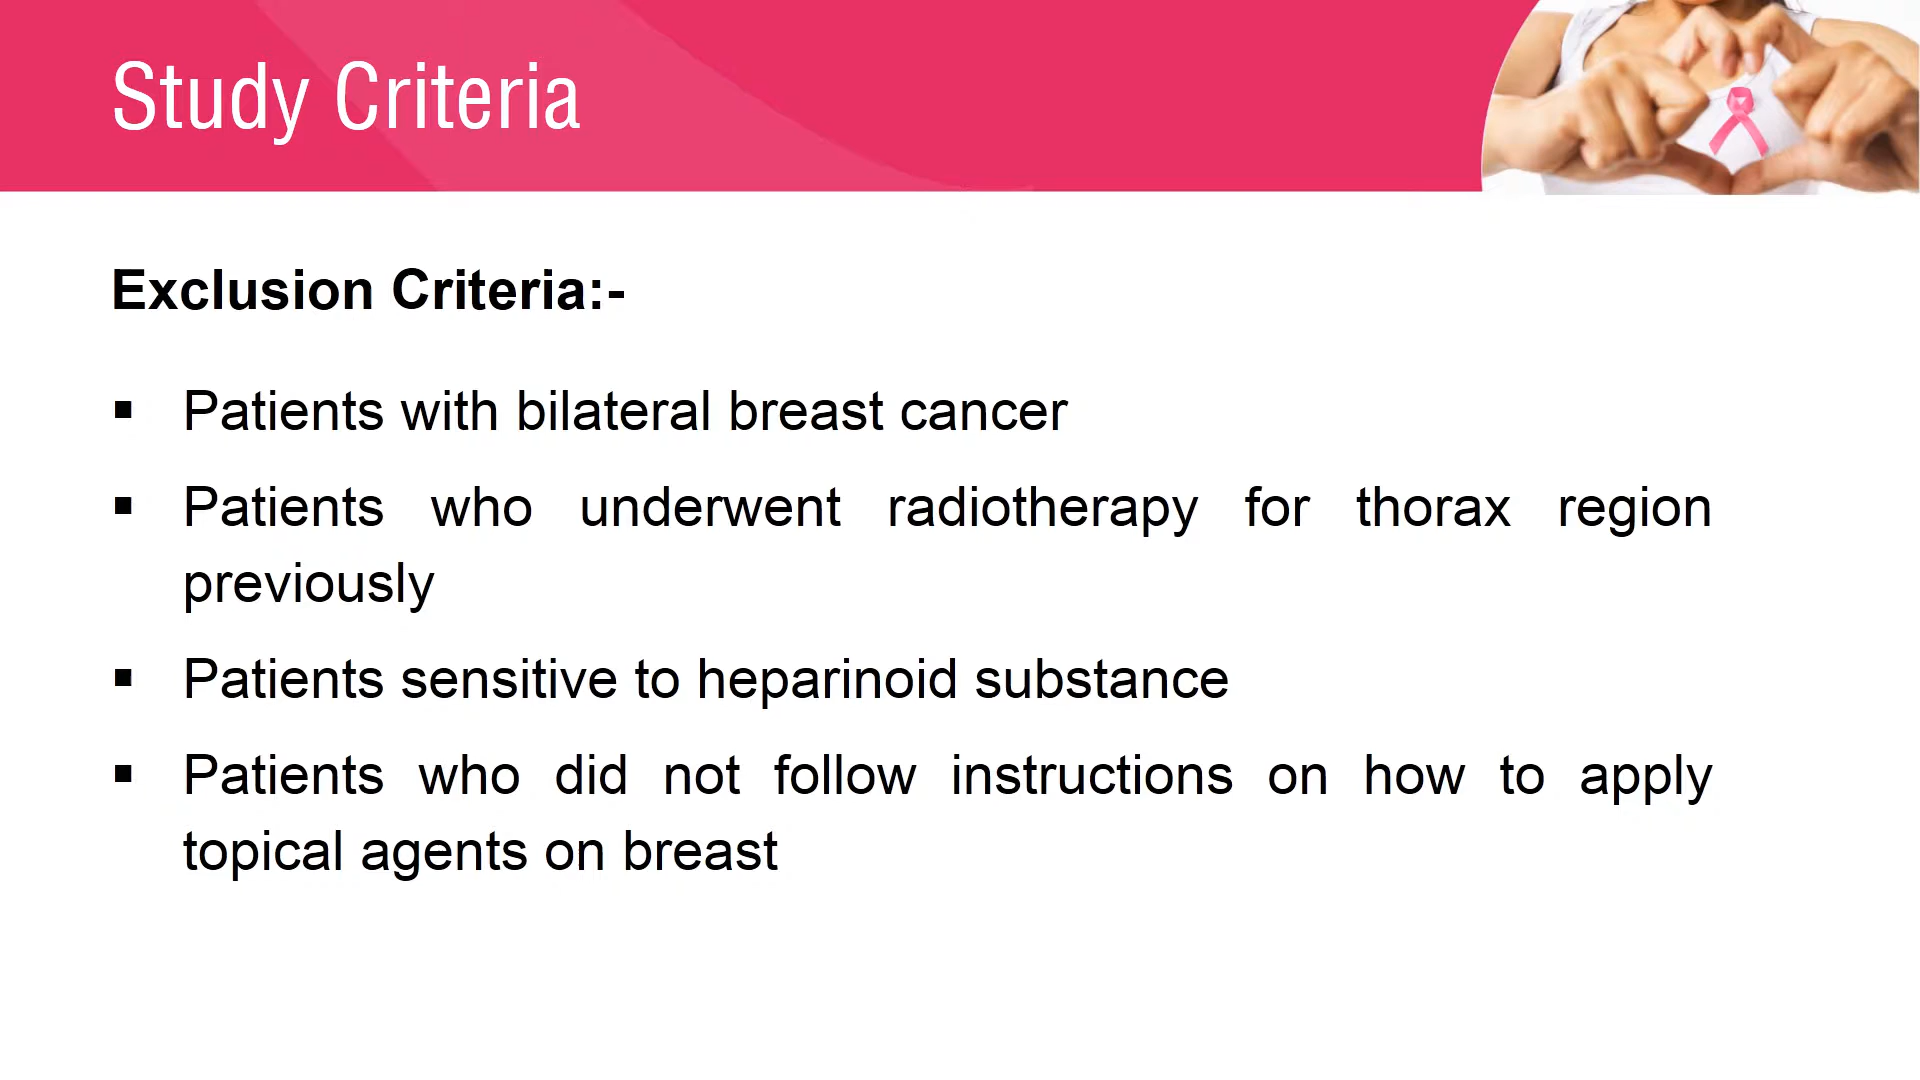 Study Criteria
Exclusion Criteria:-
▪ Patients with bilateral breast cancer
▪ Patients who underwent radiotherapy for thorax region
previously
▪ Patients sensitive to heparinoid substance
▪ Patients who did not follow instructions on how to apply
topical agents on breast